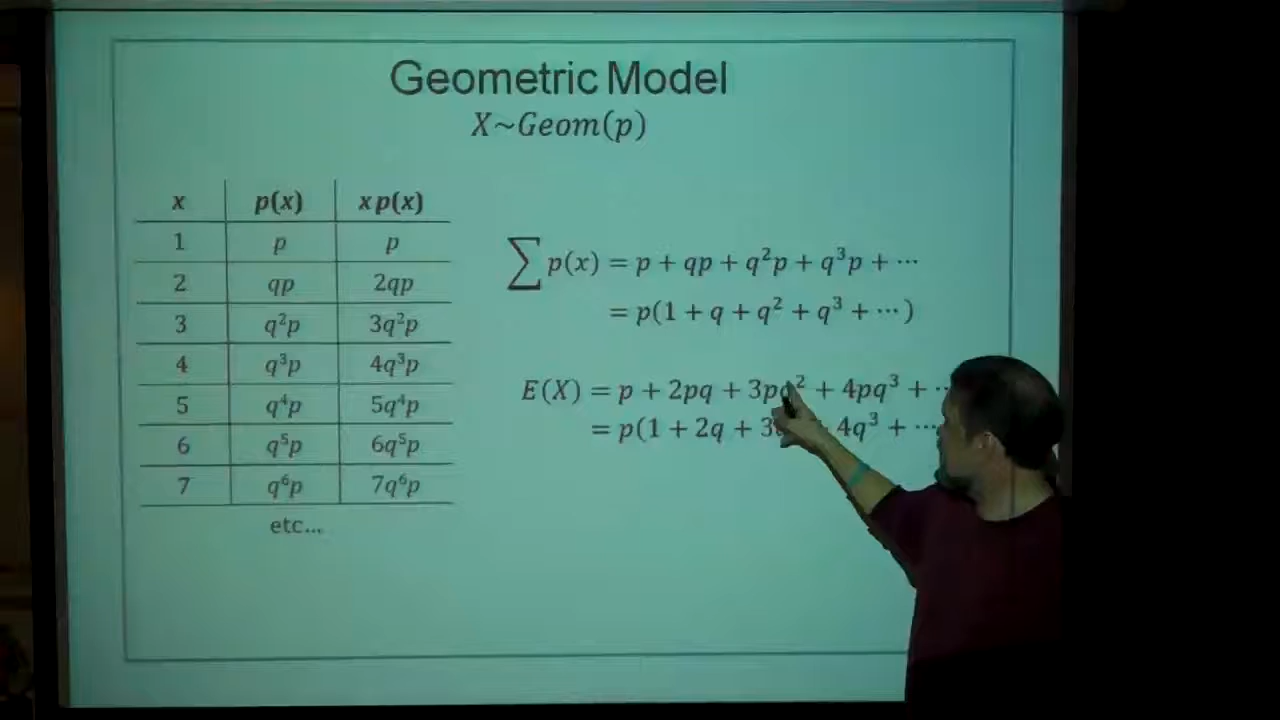 Geometric Model
X~Geom(p)
x p(x) x p(x)
1 p p
2 qp 2qp
3 q²p 3q²p
4 q³p 4q³p
5 q⁴p 5q⁴p
6 q⁵p 6q⁵p
7 q⁶p 7q⁶p
etc...
∑ p(x) = p + qp + q²p + q³p + ⋯
= p(1 + q + q² + q³ + ⋯)
E(X) = p + 2pq + 3pq² + 4pq³ + ⋯
= p(1 + 2q + 3 4q³ + ⋯